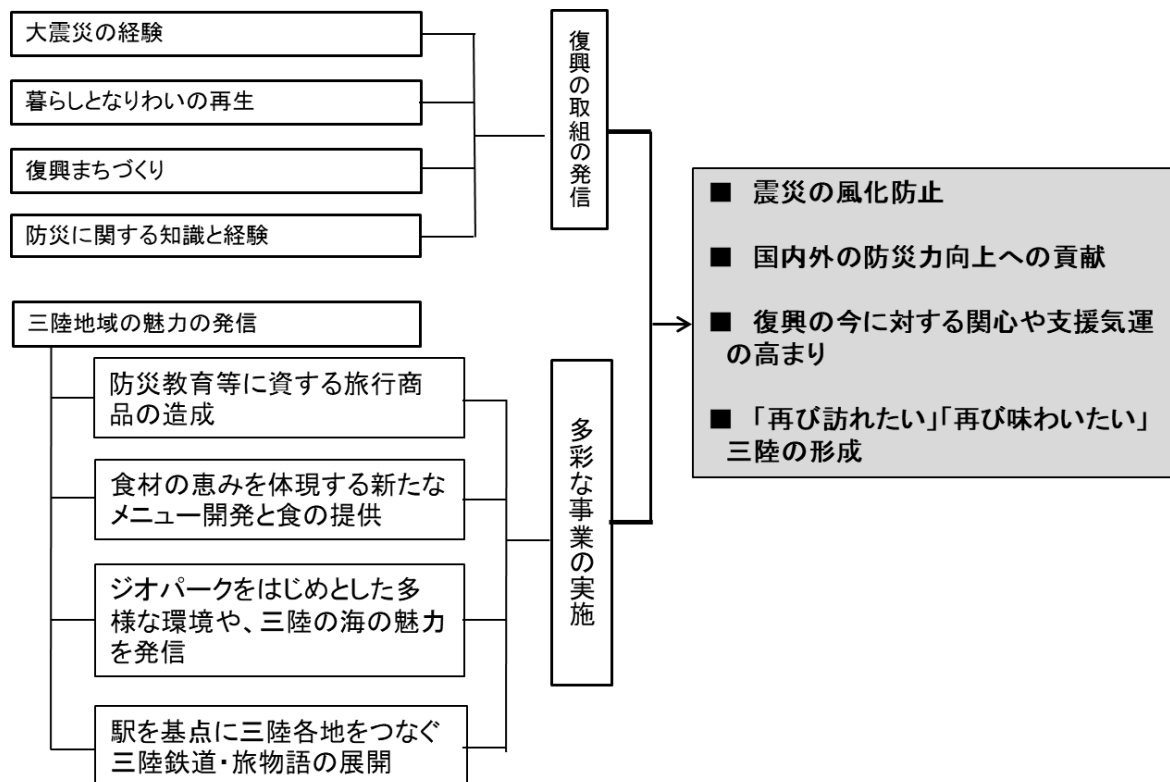 大震災の経験
暮らしとなりわいの再生
復興まちづくり
防災に関する知識と経験
復興の取組の発信
三陸地域の魅力の発信
防災教育等に資する旅行商
品の造成
食材の恵みを体現する新たな
メニュー開発と食の提供
ジオパークをはじめとした多
様な環境や、三陸の海の魅力
を発信
駅を基点に三陸各地をつなぐ
三陸鉄道・旅物語の展開
多彩な事業の実施
■ 震災の風化防止
■ 国内外の防災力向上への貢献
■ 復興の今に対する関心や支援気運
の高まり
■ 「再び訪れたい」「再び味わいたい」
三陸の形成